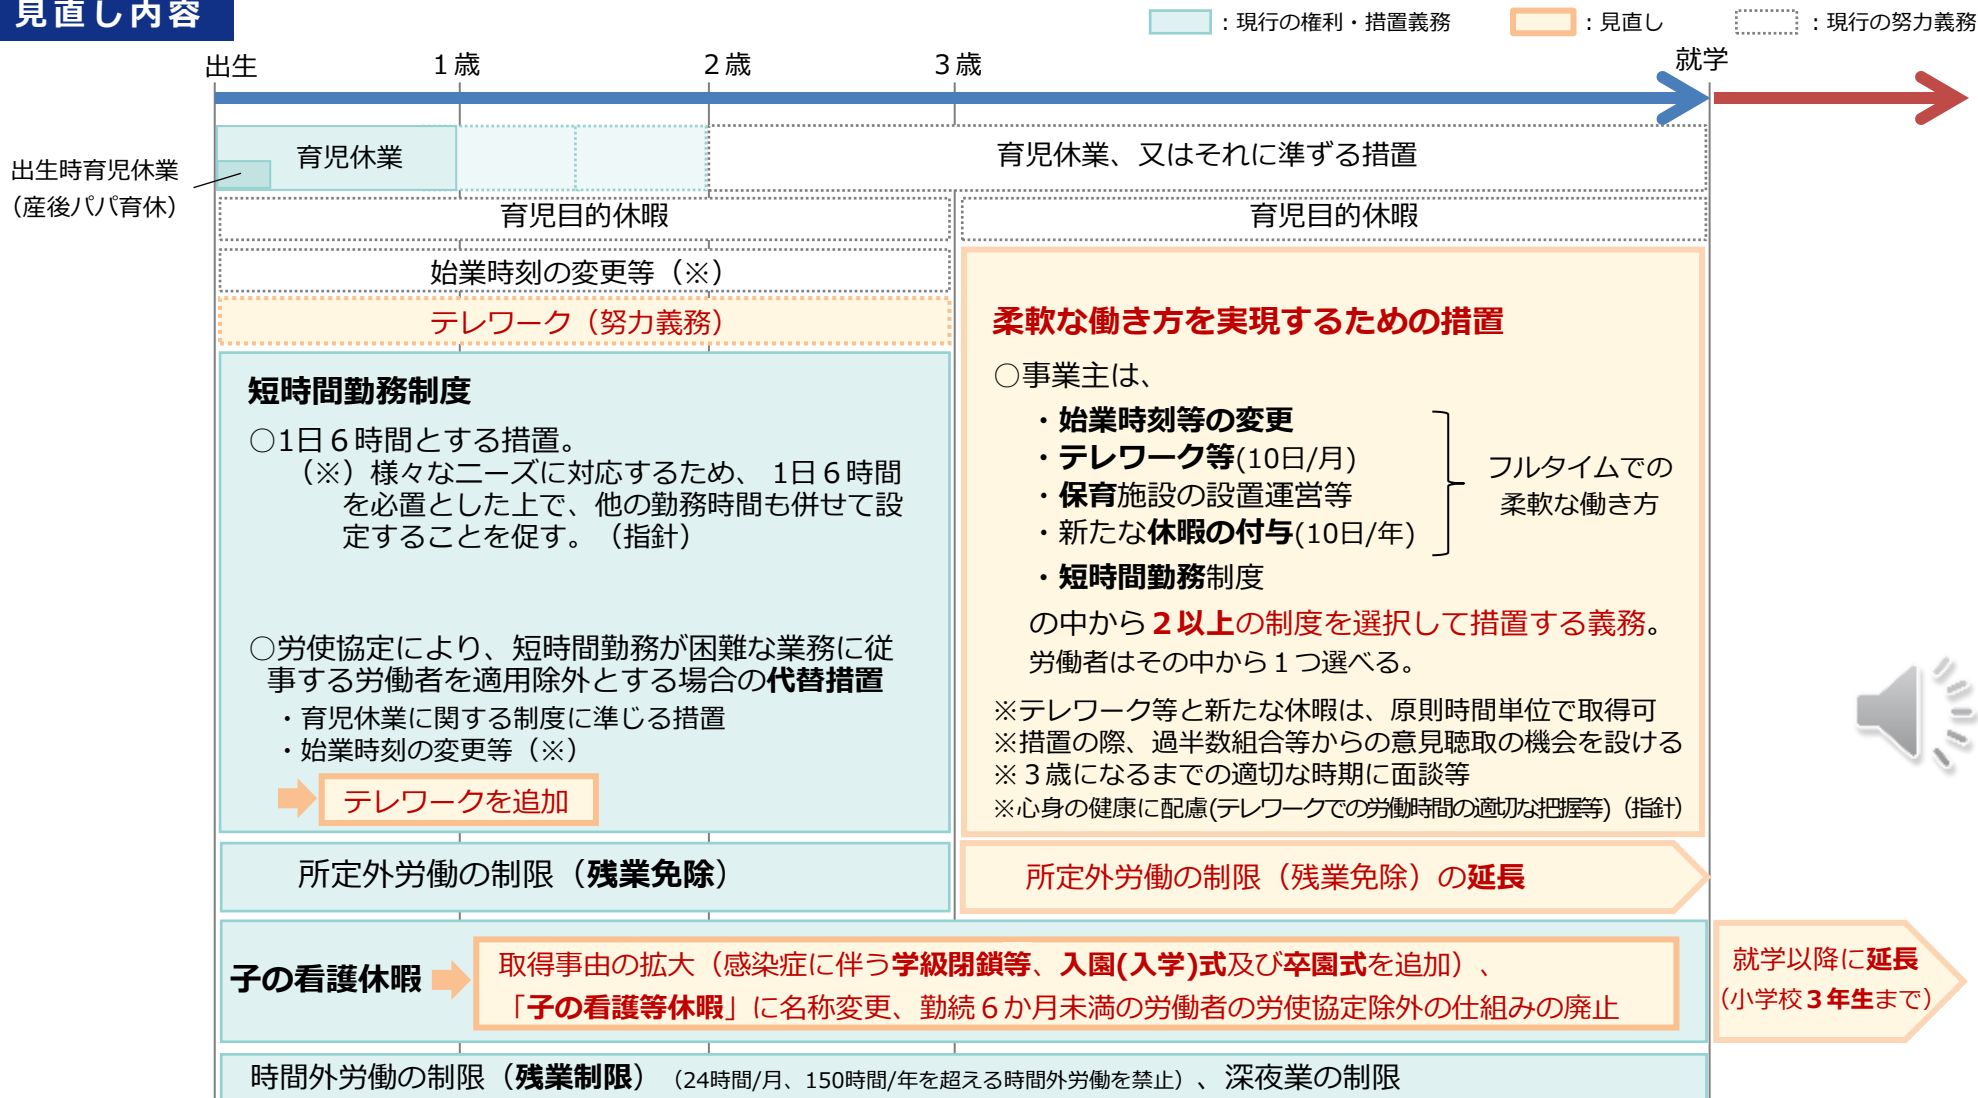 見直し内容
：現行の権利・措置義務
：見直し
：現行の努力義務
出生
１歳
２歳
３歳
就学
出生時育児休業
（産後パパ育休）
育児休業
育児休業、又はそれに準ずる措置
育児目的休暇
育児目的休暇
始業時刻の変更等（※）
テレワーク（努力義務）
短時間勤務制度
○1日６時間とする措置。
（※）様々なニーズに対応するため、 1日６時間
を必置とした上で、他の勤務時間も併せて設
定することを促す。（指針）
○労使協定により、短時間勤務が困難な業務に従
事する労働者を適用除外とする場合の代替措置
・育児休業に関する制度に準じる措置
・始業時刻の変更等（※）
テレワークを追加
柔軟な働き方を実現するための措置
○事業主は、
・始業時刻等の変更
・テレワーク等(10日/月)
・保育施設の設置運営等
・新たな休暇の付与(10日/年)
・短時間勤務制度
フルタイムでの
柔軟な働き方
の中から２以上の制度を選択して措置する義務。
労働者はその中から１つ選べる。
※テレワーク等と新たな休暇は、原則時間単位で取得可
※措置の際、過半数組合等からの意見聴取の機会を設ける
※３歳になるまでの適切な時期に面談等
※心身の健康に配慮(テレワークでの労働時間の適切な把握等)（指針）
所定外労働の制限（残業免除）
所定外労働の制限（残業免除）の延長
子の看護休暇
取得事由の拡大（感染症に伴う学級閉鎖等、入園(入学)式及び卒園式を追加）、
「子の看護等休暇」に名称変更、勤続６か月未満の労働者の労使協定除外の仕組みの廃止
就学以降に延長
（小学校３年生まで）
時間外労働の制限（残業制限）（24時間/月、150時間/年を超える時間外労働を禁止）、深夜業の制限